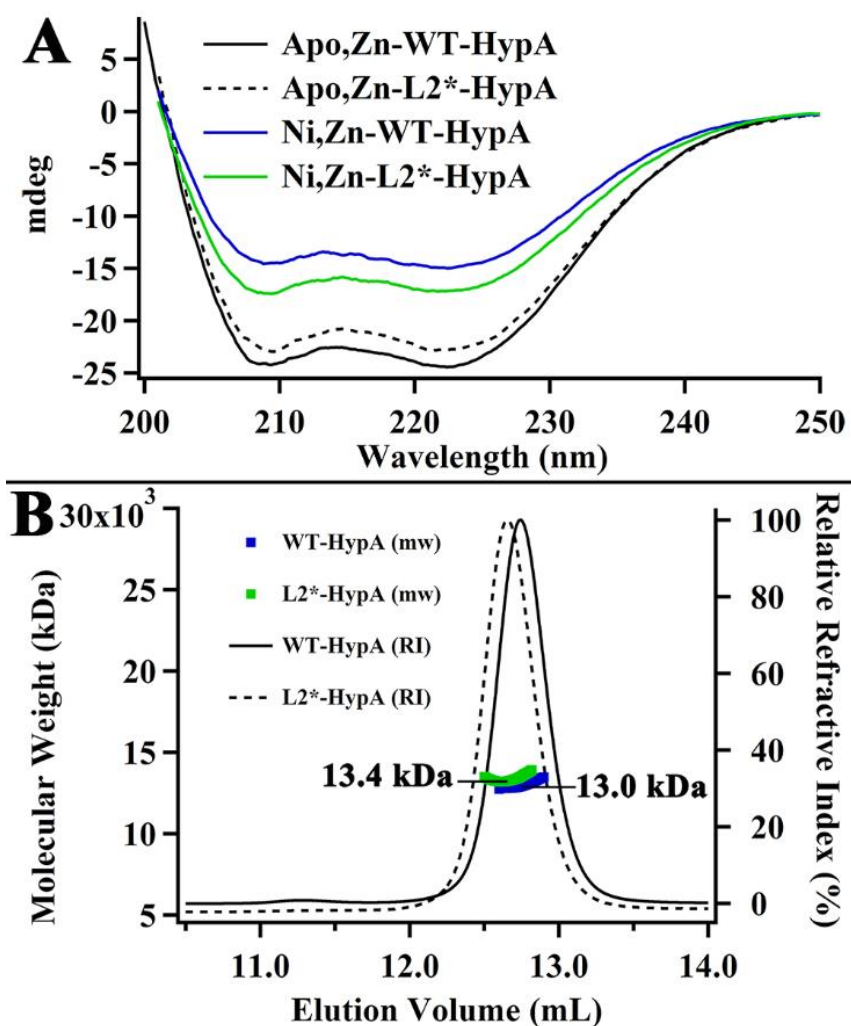 A
Apo,Zn-WT-HypA
Apo,Zn-L2*-HypA
Ni,Zn-WT-HypA
Ni,Zn-L2*-HypA
mdeg
5
0
-5
-10
-15
-20
-25
200 210 220 230 240 250
Wavelength (nm)
B
WT-HypA (mw)
L2*-HypA (mw)
WT-HypA (RI)
L2*-HypA (RI)
13.4 kDa
13.0 kDa
Molecular Weight (kDa)
30x10³
25
20
15
10
5
Relative Refractive Index (%)
100
80
60
40
20
0
11.0 12.0 13.0 14.0
Elution Volume (mL)